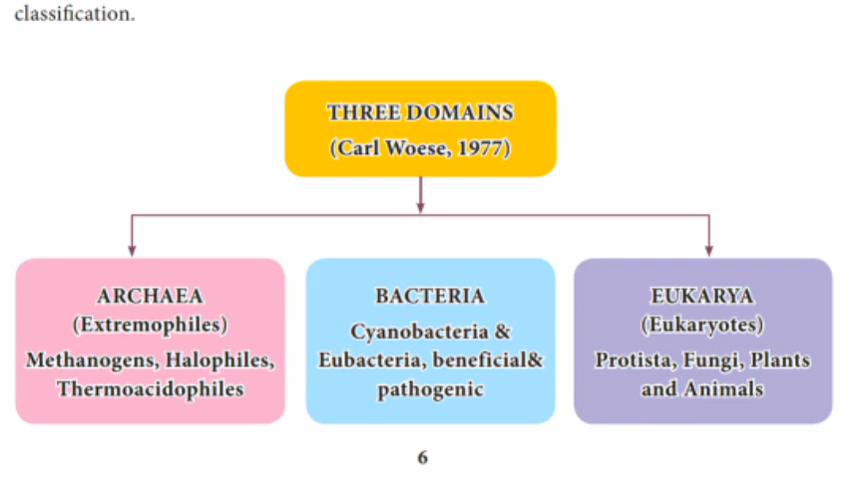 classification.
THREE DOMAINS
(Carl Woese, 1977)
ARCHAEA
(Extremophiles)
Methanogens, Halophiles,
Thermoacidophiles
BACTERIA
Cyanobacteria &
Eubacteria, beneficial&
pathogenic
EUKARYA
(Eukaryotes)
Protista, Fungi, Plants
and Animals
6